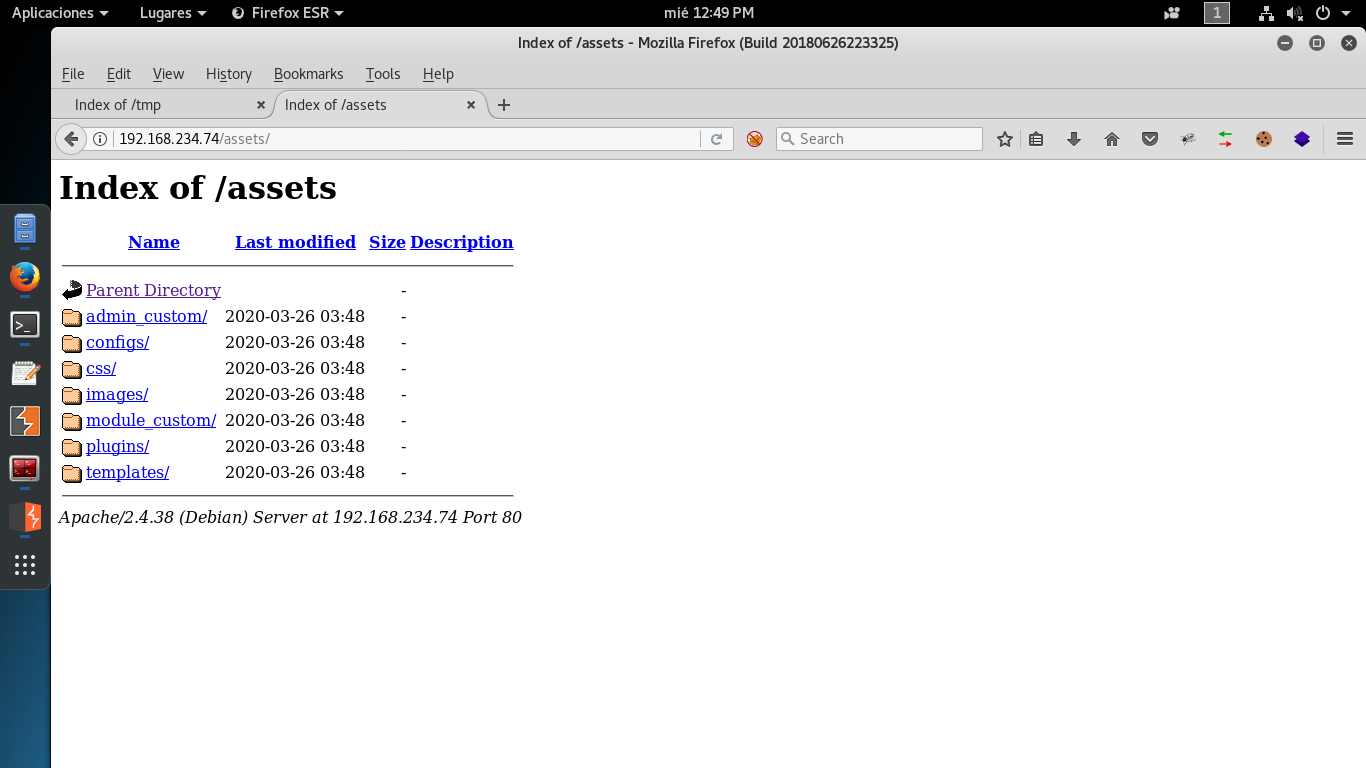 Aplicaciones Lugares Firefox ESR mié 12:49 PM 1
Index of /assets - Mozilla Firefox (Build 20180626223325)
File Edit View History Bookmarks Tools Help
Index of /tmp Index of /assets
192.168.234.74/assets/ Search
Index of /assets
Name Last modified Size Description
Parent Directory -
admin_custom/ 2020-03-26 03:48 -
configs/ 2020-03-26 03:48 -
css/ 2020-03-26 03:48 -
images/ 2020-03-26 03:48 -
module_custom/ 2020-03-26 03:48 -
plugins/ 2020-03-26 03:48 -
templates/ 2020-03-26 03:48 -
Apache/2.4.38 (Debian) Server at 192.168.234.74 Port 80